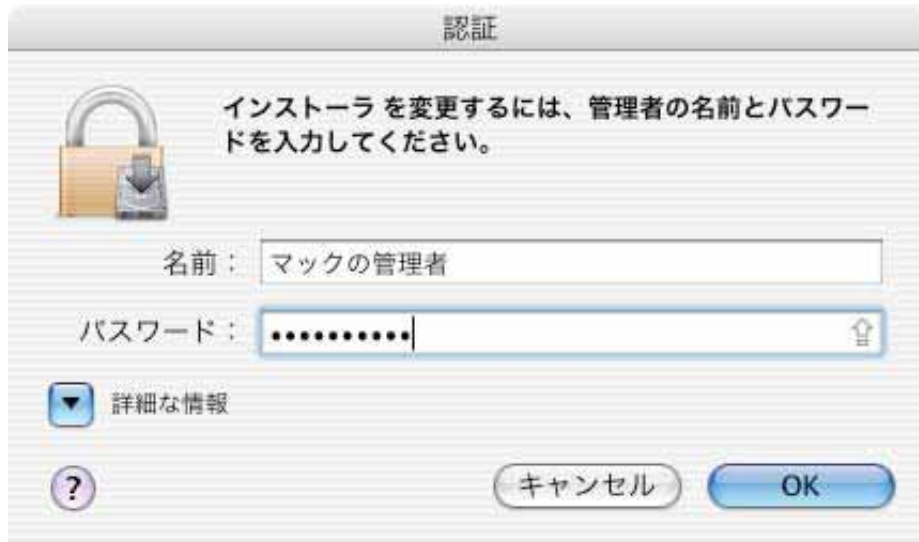 認証
インストーラ を変更するには、管理者の名前とパスワー
ドを入力してください。
名前：
マックの管理者
パスワード：
••••••••••
詳細な情報
?
キャンセル
OK